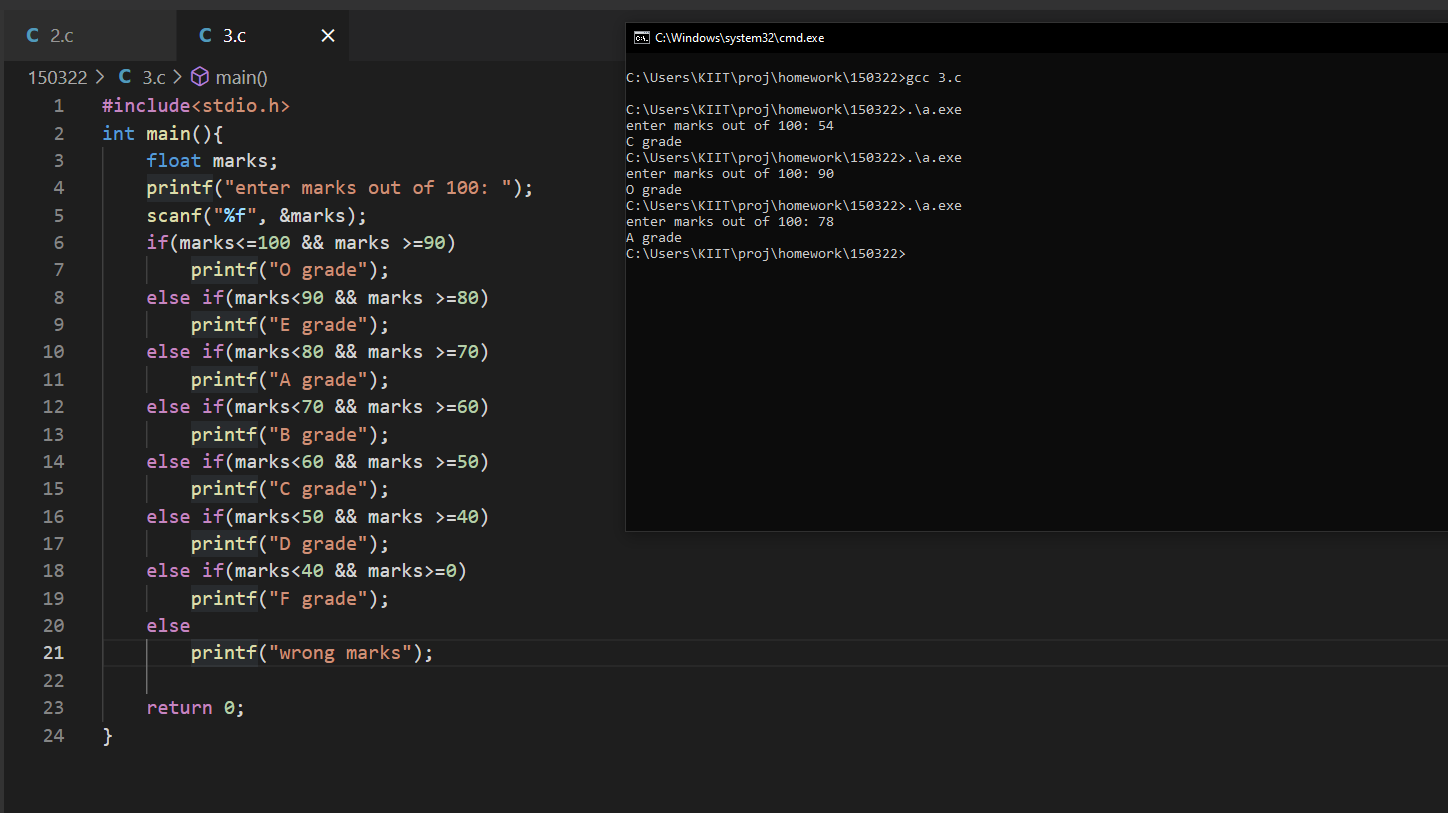 C 2.c
C 3.c ×
150322 > C 3.c > main()
1 #include<stdio.h>
2 int main(){
3     float marks;
4     printf("enter marks out of 100: ");
5     scanf("%f", &marks);
6     if(marks<=100 && marks >=90)
7         printf("O grade");
8     else if(marks<90 && marks >=80)
9         printf("E grade");
10     else if(marks<80 && marks >=70)
11         printf("A grade");
12     else if(marks<70 && marks >=60)
13         printf("B grade");
14     else if(marks<60 && marks >=50)
15         printf("C grade");
16     else if(marks<50 && marks >=40)
17         printf("D grade");
18     else if(marks<40 && marks>=0)
19         printf("F grade");
20     else
21         printf("wrong marks");
22
23     return 0;
24 }
C:\Windows\system32\cmd.exe
C:\Users\KIIT\proj\homework\150322>gcc 3.c
C:\Users\KIIT\proj\homework\150322>.\a.exe
enter marks out of 100: 54
C grade
C:\Users\KIIT\proj\homework\150322>.\a.exe
enter marks out of 100: 90
O grade
C:\Users\KIIT\proj\homework\150322>.\a.exe
enter marks out of 100: 78
A grade
C:\Users\KIIT\proj\homework\150322>